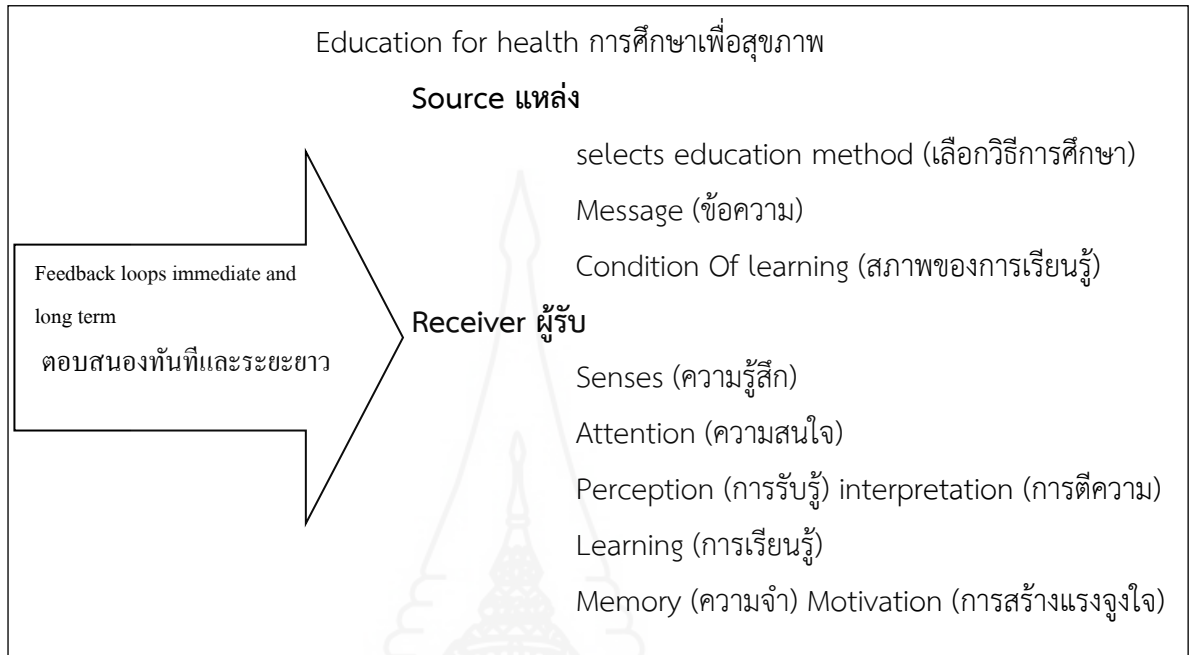 Education for health การศึกษาเพื่อสุขภาพ
Source แหล่ง
selects education method (เลือกวิธีการศึกษา)
Message (ข้อความ)
Condition Of learning (สภาพของการเรียนรู้)
Feedback loops immediate and
long term
ตอบสนองทันทีและระยะยาว
Receiver ผู้รับ
Senses (ความรู้สึก)
Attention (ความสนใจ)
Perception (การรับรู้) interpretation (การตีความ)
Learning (การเรียนรู้)
Memory (ความจำ) Motivation (การสร้างแรงจูงใจ)